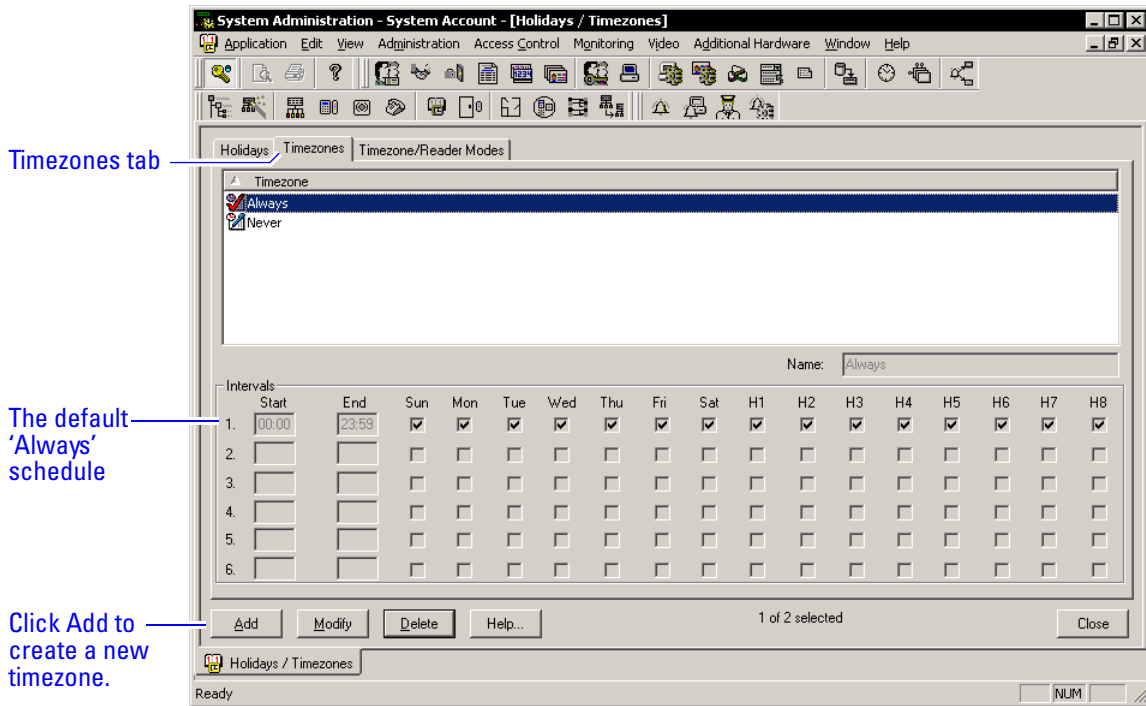 System Administration - System Account - [Holidays / Timezones]
Application Edit View Administration Access Control Monitoring Video Additional Hardware Window Help
Timezones tab
Holidays Timezones Timezone/Reader Modes
Timezone
Always
Never
Name: Always
Intervals
Start End Sun Mon Tue Wed Thu Fri Sat H1 H2 H3 H4 H5 H6 H7 H8
The default 'Always' schedule
1. 00:00 23:59
2.
3.
4.
5.
6.
Click Add to create a new timezone.
Add Modify Delete Help... 1 of 2 selected Close
Holidays / Timezones
Ready NUM